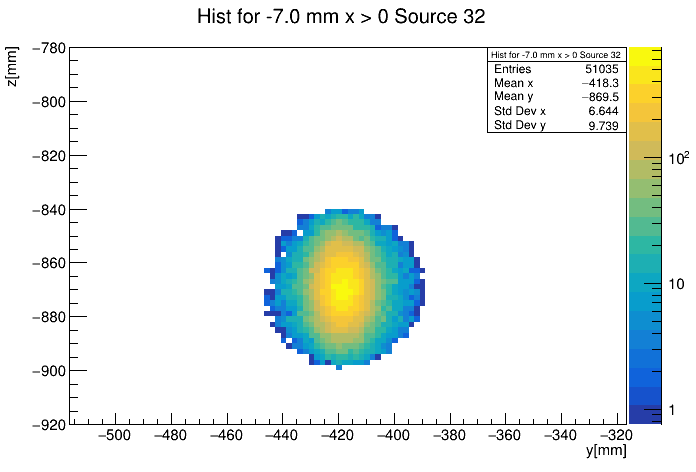 Hist for -7.0 mm x > 0 Source 32
z[mm]
−780
−800
−820
−840
−860
−880
−900
−920
Hist for -7.0 mm x > 0 Source 32
Entries 51035
Mean x −418.3
Mean y −869.5
Std Dev x 6.644
Std Dev y 9.739
10²
10
1
−500 −480 −460 −440 −420 −400 −380 −360 −340 −320
y[mm]